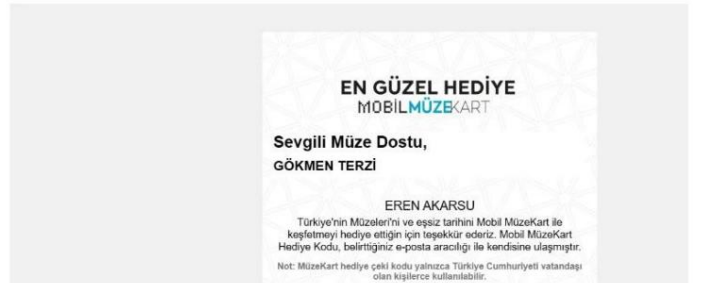 EN GÜZEL HEDİYE
MOBİLMÜZEKART
Sevgili Müze Dostu,
GÖKMEN TERZİ
EREN AKARSU
Türkiye'nin Müzeleri'ni ve eşsiz tarihini Mobil MüzeKart ile
keşfetmeyi hediye ettiğin için teşekkür ederiz. Mobil MüzeKart
Hediye Kodu, belirttiğiniz e-posta aracılığı ile kendisine ulaşmıştır.
Not: MüzeKart hediye çeki kodu yalnızca Türkiye Cumhuriyeti vatandaşı
olan kişilerce kullanılabilir.